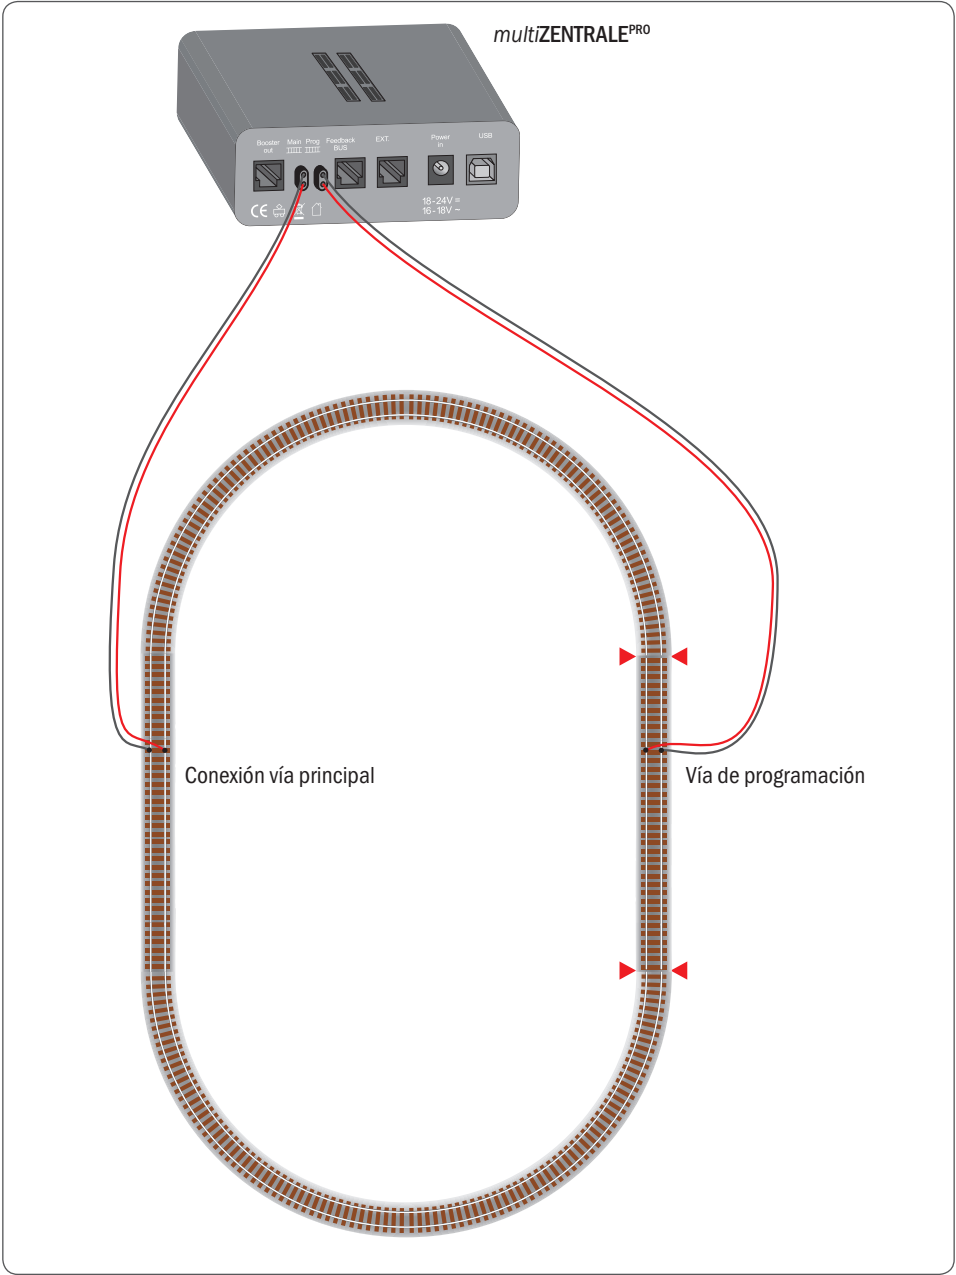 multiZENTRALEPRO
Booster
out
Main
Prog
Feedback
BUS
EXT.
Power
in
USB
CE
18-24V =
16-18V ~
Conexión vía principal
Vía de programación